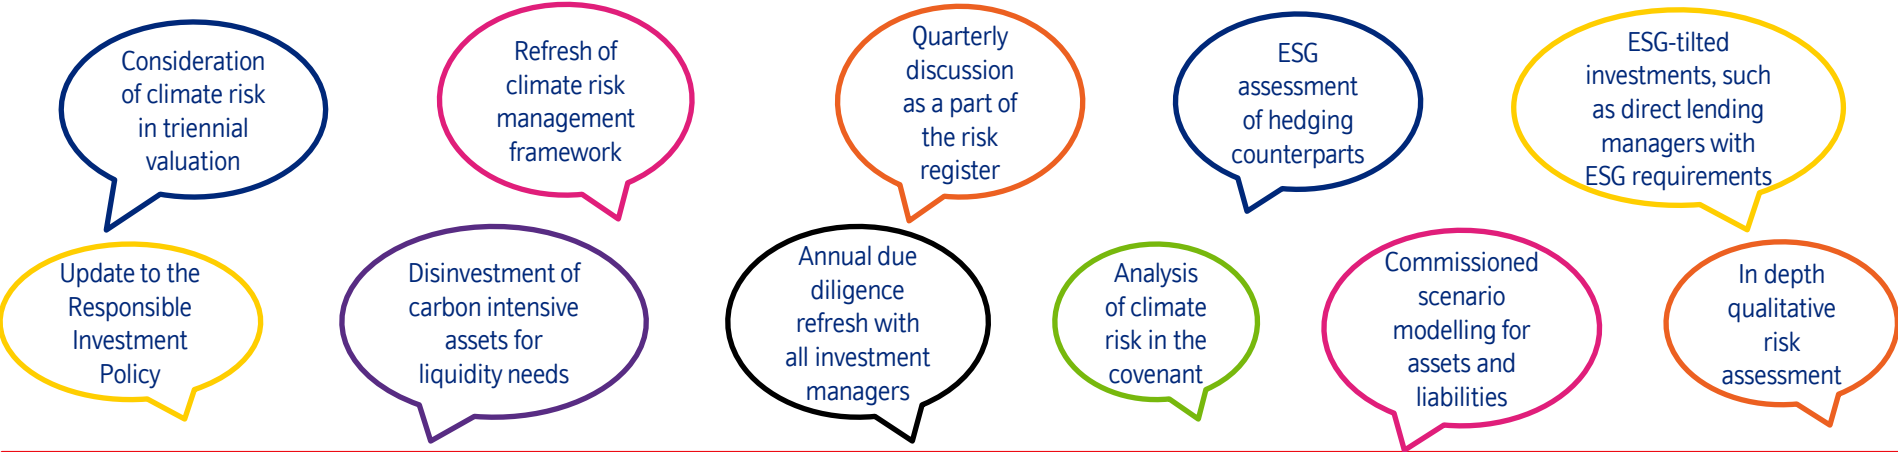 Consideration
of climate risk
in triennial
valuation
Refresh of
climate risk
management
framework
Quarterly
discussion
as a part of
the risk
register
ESG
assessment
of hedging
counterparts
ESG-tilted
investments, such
as direct lending
managers with
ESG requirements
Update to the
Responsible
Investment
Policy
Disinvestment of
carbon intensive
assets for
liquidity needs
Annual due
diligence
refresh with
all investment
managers
Analysis
of climate
risk in the
covenant
Commissioned
scenario
modelling for
assets and
liabilities
In depth
qualitative
risk
assessment